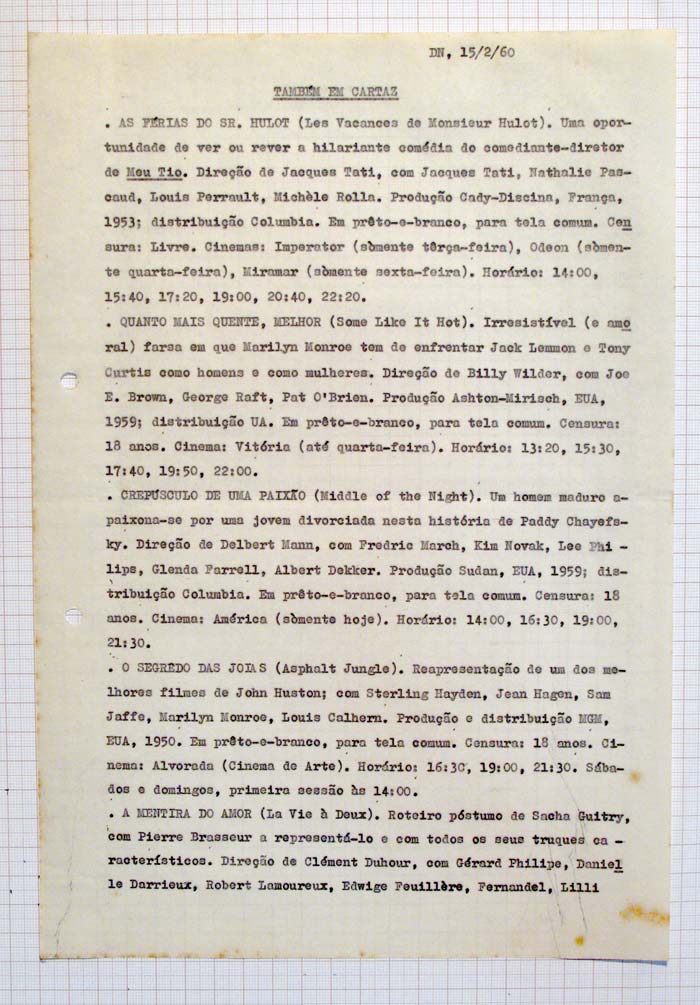 DN, 15/2/60
TAMBÉM EM CARTAZ
. AS FÉRIAS DO SR. HULOT (Les Vacances de Monsieur Hulot). Uma opor-
tunidade de ver ou rever a hilariante comédia do comediante-diretor
de Meu Tio. Direção de Jacques Tati, com Jacques Tati, Nathalie Pas-
caud, Louis Perrault, Michèle Rolla. Produção Cady-Discina, França,
1953; distribuição Columbia. Em prêto-e-branco, para tela comum. Cen
sura: Livre. Cinemas: Imperator (sòmente têrça-feira), Odeon (sòmen-
te quarta-feira), Miramar (sòmente sexta-feira). Horário: 14:00,
15:40, 17:20, 19:00, 20:40, 22:20.
. QUANTO MAIS QUENTE, MELHOR (Some Like It Hot). Irresistível (e amo
ral) farsa em que Marilyn Monroe tem de enfrentar Jack Lemmon e Tony
Curtis como homens e como mulheres. Direção de Billy Wilder, com Joe
E. Brown, George Raft, Pat O'Brien. Produção Ashton-Mirisch, EUA,
1959; distribuição UA. Em prêto-e-branco, para tela comum. Censura:
18 anos. Cinema: Vitória (até quarta-feira). Horário: 13:20, 15:30,
17:40, 19:50, 22:00.
. CREPÚSCULO DE UMA PAIXÃO (Middle of the Night). Um homem maduro a-
paixona-se por uma jovem divorciada nesta história de Paddy Chayefs-
ky. Direção de Delbert Mann, com Fredric March, Kim Novak, Lee Phi -
lips, Glenda Farrell, Albert Dekker. Produção Sudan, EUA, 1959; dis-
tribuição Columbia. Em prêto-e-branco, para tela comum. Censura: 18
anos. Cinema: América (sòmente hoje). Horário: 14:00, 16:30, 19:00,
21:30.
. O SEGRÊDO DAS JOIAS (Asphalt Jungle). Reapresentação de um dos me-
lhores filmes de John Huston; com Sterling Hayden, Jean Hagen, Sam
Jaffe, Marilyn Monroe, Louis Calhern. Produção e distribuição MGM,
EUA, 1950. Em prêto-e-branco, para tela comum. Censura: 18 anos. Ci-
nema: Alvorada (Cinema de Arte). Horário: 16:30, 19:00, 21:30. Sába-
dos e domingos, primeira sessão às 14:00.
. A MENTIRA DO AMOR (La Vie à Deux). Roteiro póstumo de Sacha Guitry,
com Pierre Brasseur a representá-lo e com todos os seus truques ca -
racterísticos. Direção de Clément Duhour, com Gérard Philipe, Daniel
le Darrieux, Robert Lamoureux, Edwige Feuillère, Fernandel, Lilli